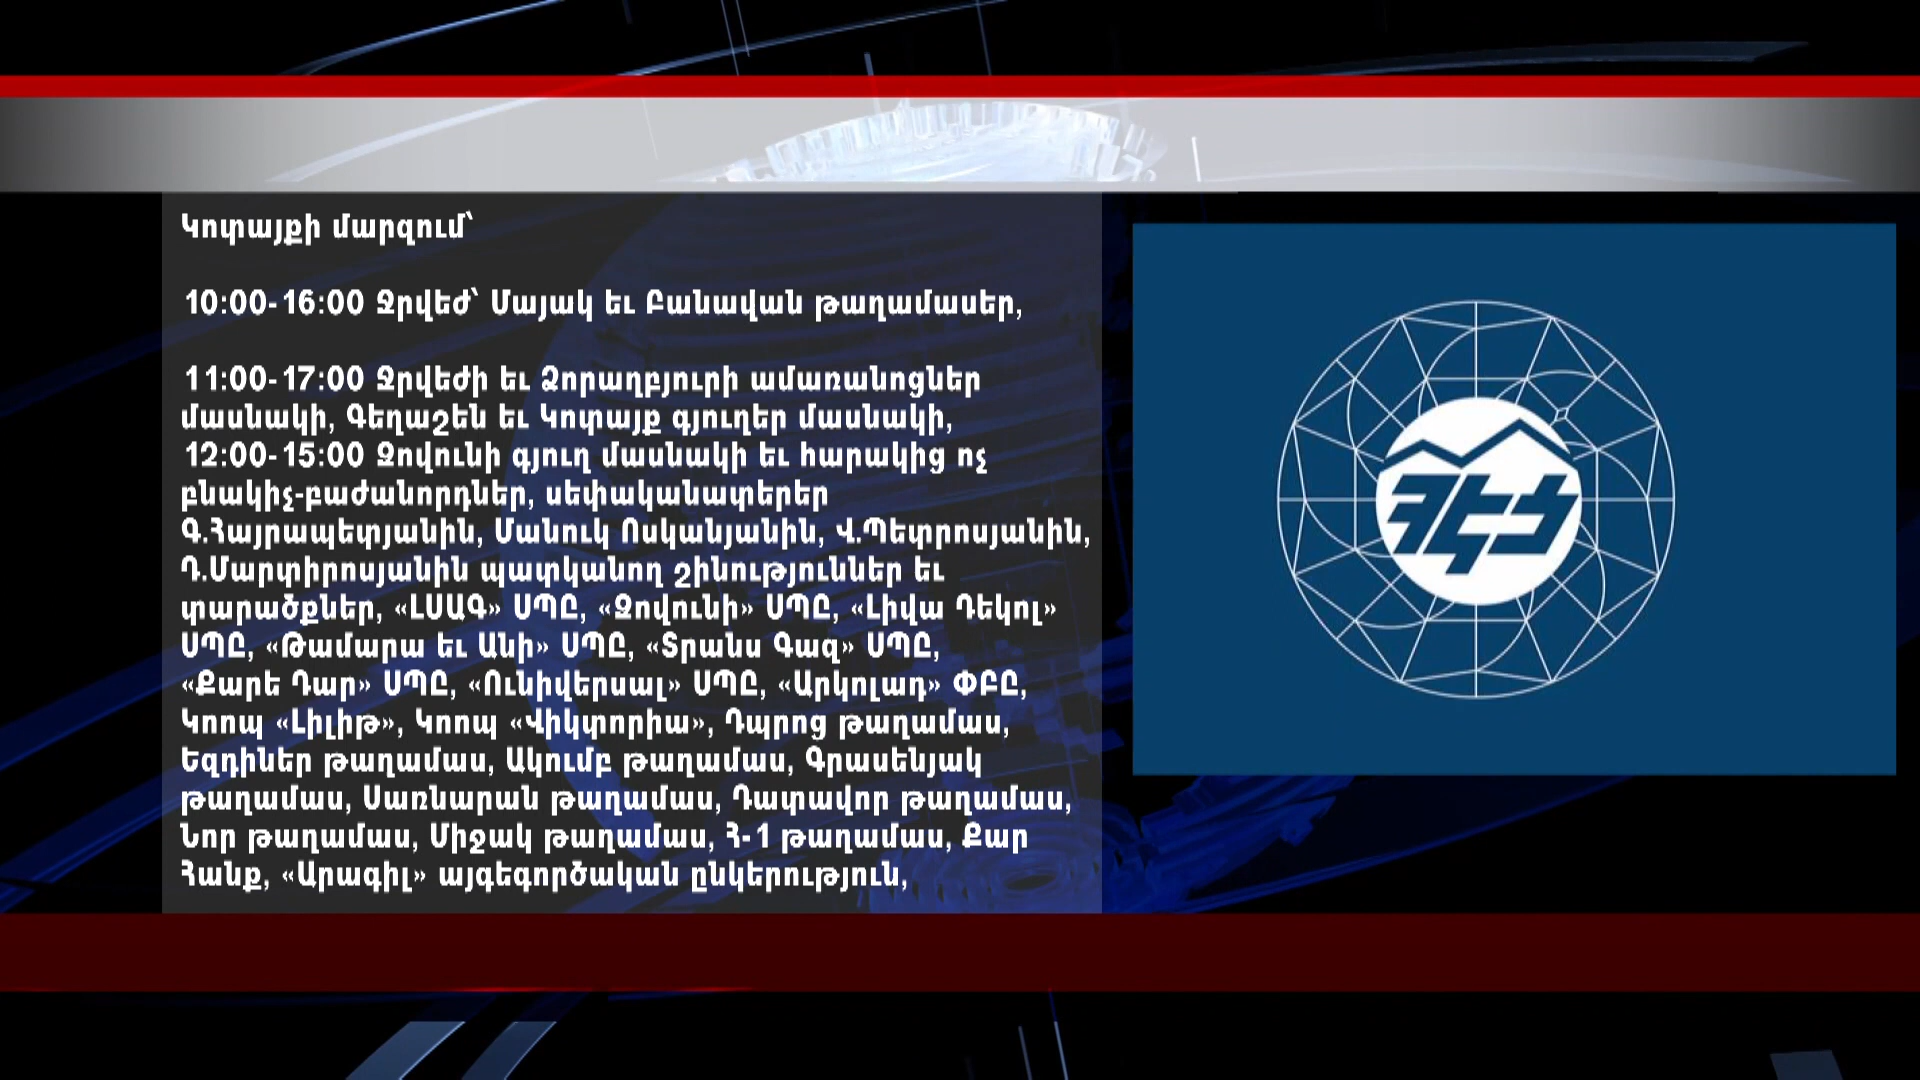 Կոտայքի մարզում՝
10:00-16:00 Ջրվեժ՝ Մայակ եւ Բանավան թաղամասեր,
11:00-17:00 Ջրվեժի եւ Ձորաղբյուրի ամառանոցներ
մասնակի, Գեղաշեն եւ Կոտայք գյուղեր մասնակի,
12:00-15:00 Ջովունի գյուղ մասնակի եւ հարակից ոչ
բնակիչ-բաժանորդներ, սեփականատերեր
Գ.Հայրապետյանին, Մանուկ Ոսկանյանին, Վ.Պետրոսյանին,
Դ.Մարտիրոսյանին պատկանող շինություններ եւ
տարածքներ, «ԼՍԱԳ» ՍՊԸ, «Ջովունի» ՍՊԸ, «Լիվա Դեկոլ»
ՍՊԸ, «Թամարա եւ Անի» ՍՊԸ, «Տրանս Գազ» ՍՊԸ,
«Քարե Դար» ՍՊԸ, «Ունիվերսալ» ՍՊԸ, «Արկոլադ» ՓԲԸ,
Կոոպ «Լիլիթ», Կոոպ «Վիկտորիա», Դպրոց թաղամաս,
Եզդիներ թաղամաս, Ակումբ թաղամաս, Գրասենյակ
թաղամաս, Սառնարան թաղամաս, Դատավոր թաղամաս,
Նոր թաղամաս, Միջակ թաղամաս, Հ-1 թաղամաս, Քար
Հանք, «Արագիլ» այգեգործական ընկերություն,
ՀԷՑ